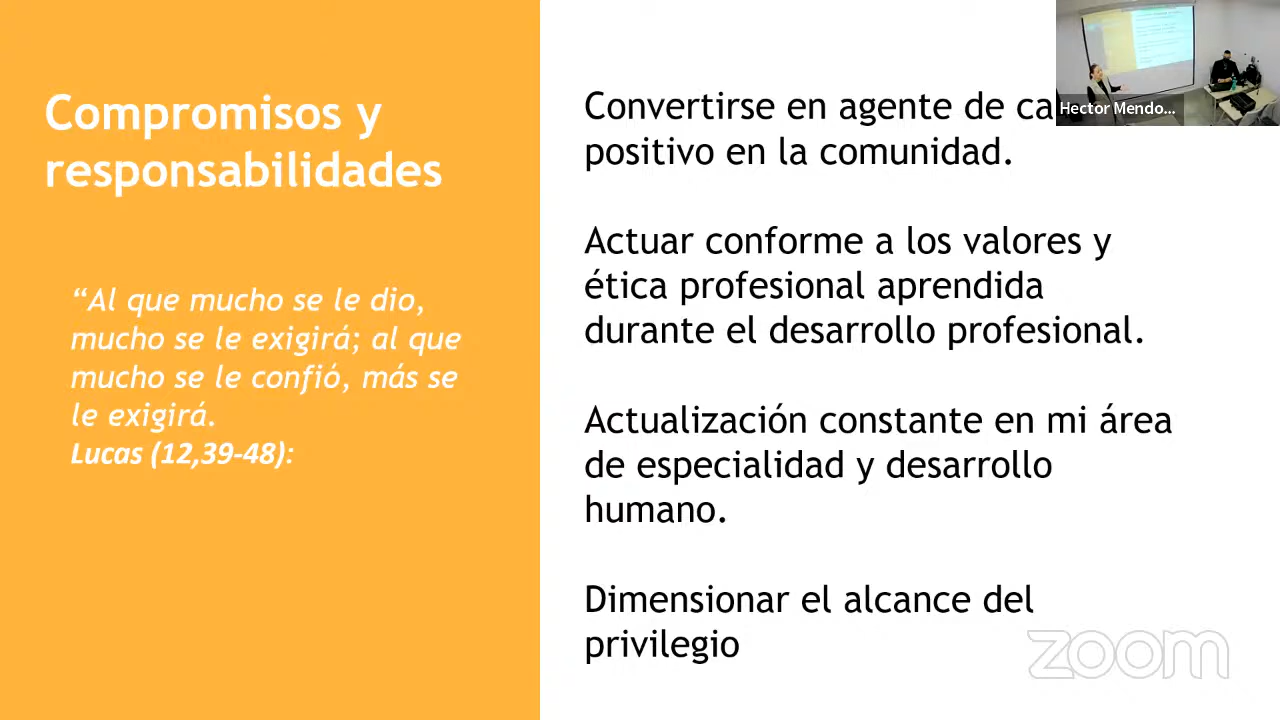 Compromisos y
responsabilidades
“Al que mucho se le dio,
mucho se le exigirá; al que
mucho se le confió, más se
le exigirá.
Lucas (12,39-48):
Convertirse en agente de ca
positivo en la comunidad.
Actuar conforme a los valores y
ética profesional aprendida
durante el desarrollo profesional.
Actualización constante en mi área
de especialidad y desarrollo
humano.
Dimensionar el alcance del
privilegio
Hector Mendo...
zoom